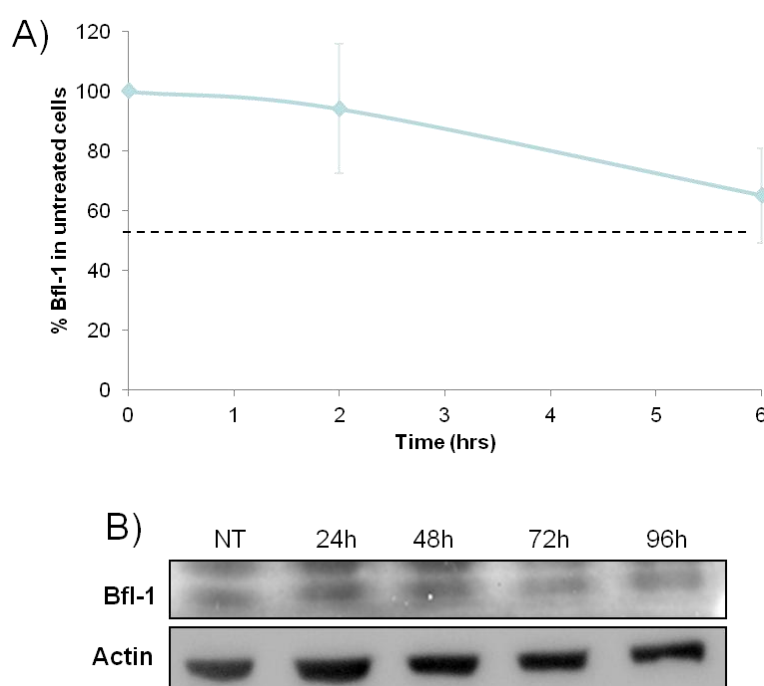 A)
% Bfl-1 in untreated cells
120
100
80
60
40
20
0
0 1 2 3 4 5 6
Time (hrs)
B)
NT 24h 48h 72h 96h
Bfl-1
Actin